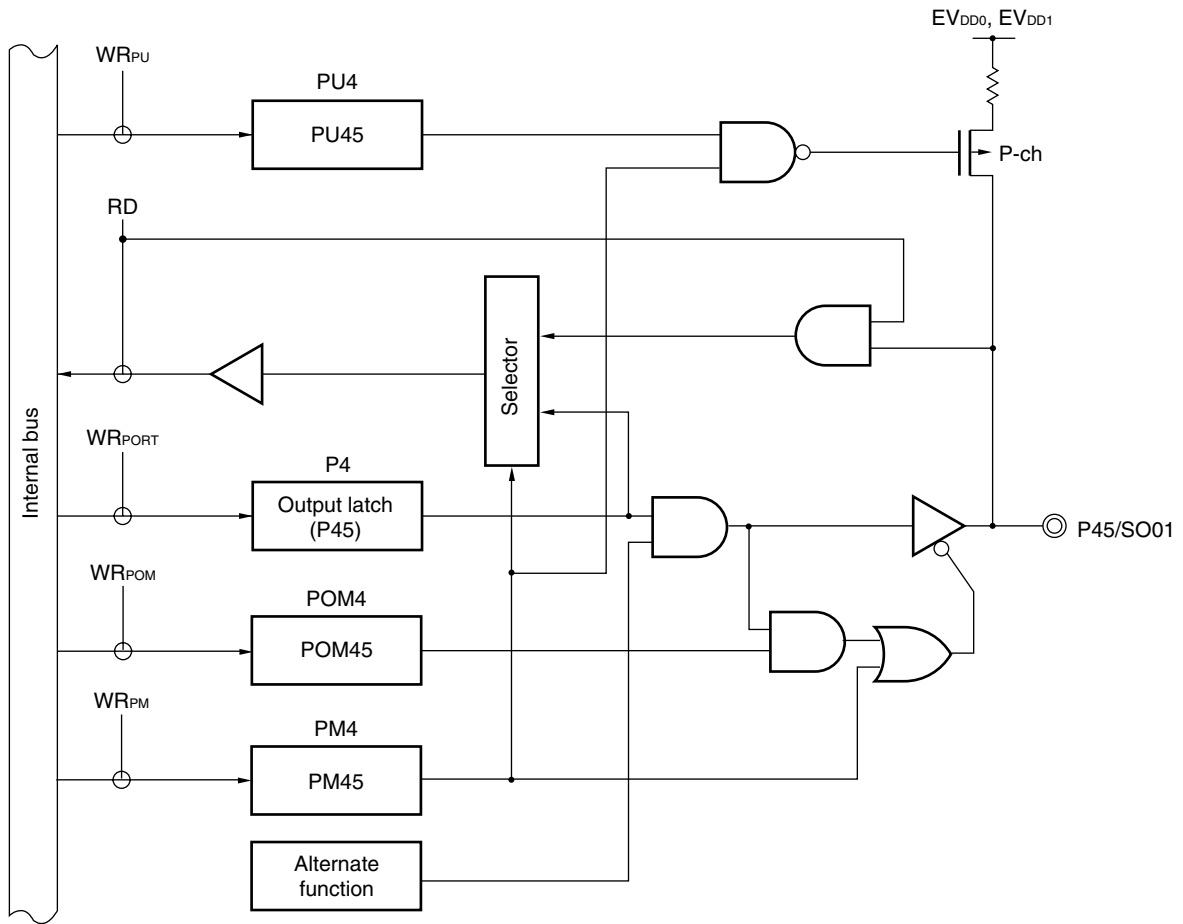 EVDD0, EVDD1
WRPU
PU4
PU45
P-ch
RD
Selector
Internal bus
WRPORT
P4
Output latch
(P45)
P45/SO01
WRPOM
POM4
POM45
WRPM
PM4
PM45
Alternate
function